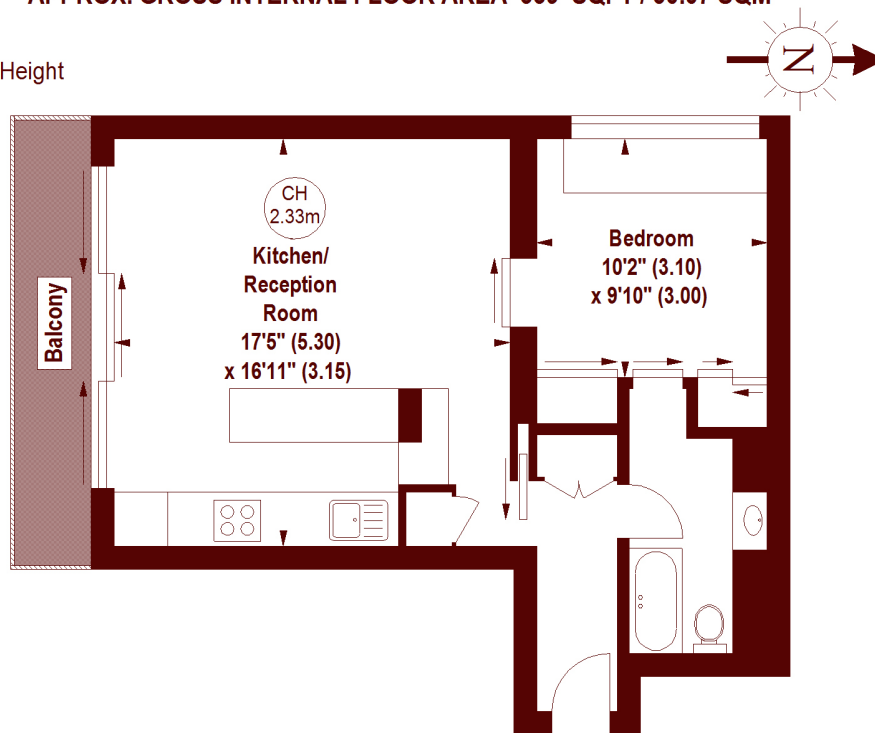 Height
N
CH
2.33m
Kitchen/
Reception
Room
17'5" (5.30)
x 16'11" (3.15)
Bedroom
10'2" (3.10)
x 9'10" (3.00)
Balcony